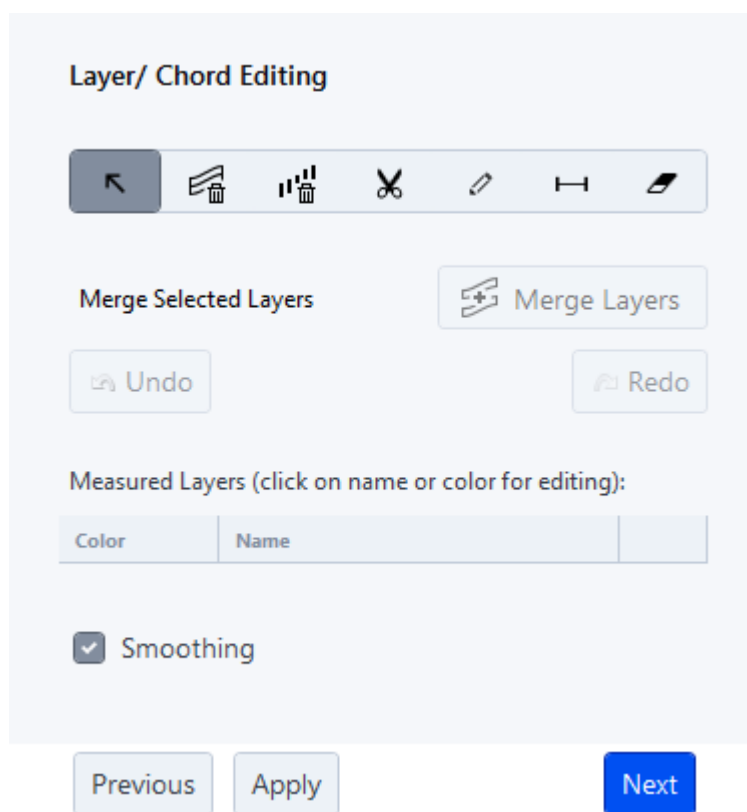 Layer/ Chord Editing
Merge Selected Layers
Merge Layers
Undo
Redo
Measured Layers (click on name or color for editing):
Color Name
Smoothing
Previous Apply Next